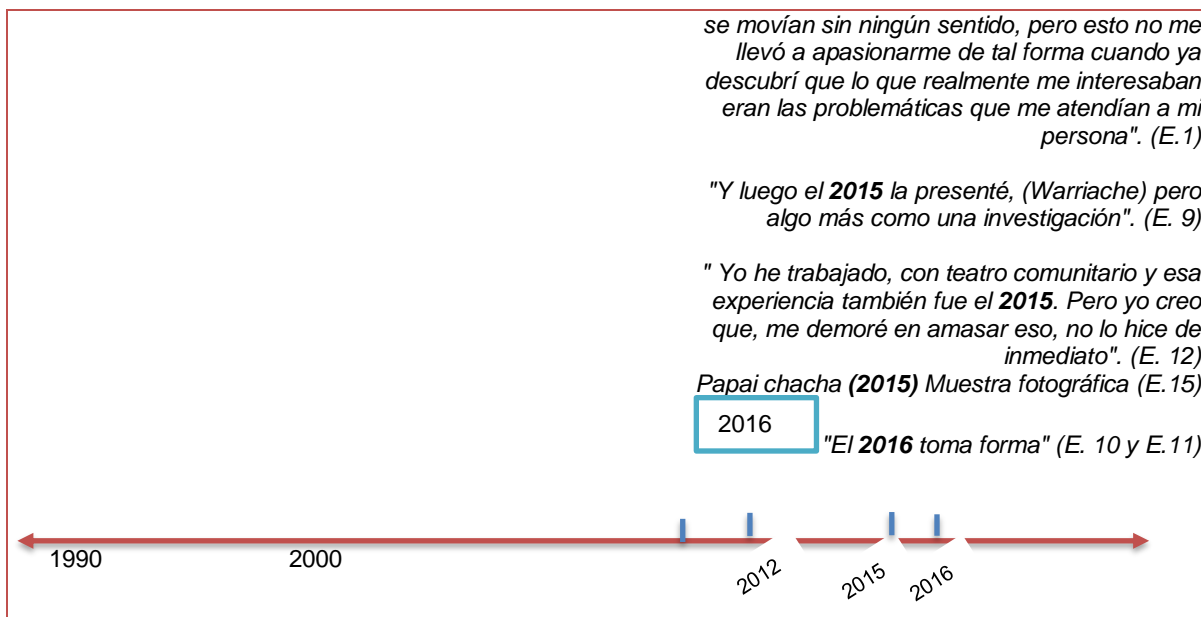 se movían sin ningún sentido, pero esto no me
llevó a apasionarme de tal forma cuando ya
descubrí que lo que realmente me interesaban
eran las problemáticas que me atendían a mi
persona". (E.1)
"Y luego el 2015 la presenté, (Warriache) pero
algo más como una investigación". (E. 9)
" Yo he trabajado, con teatro comunitario y esa
experiencia también fue el 2015. Pero yo creo
que, me demoré en amasar eso, no lo hice de
inmediato". (E. 12)
Papai chacha (2015) Muestra fotográfica (E.15)
2016
"El 2016 toma forma" (E. 10 y E.11)
1990
2000
2012
2015
2016